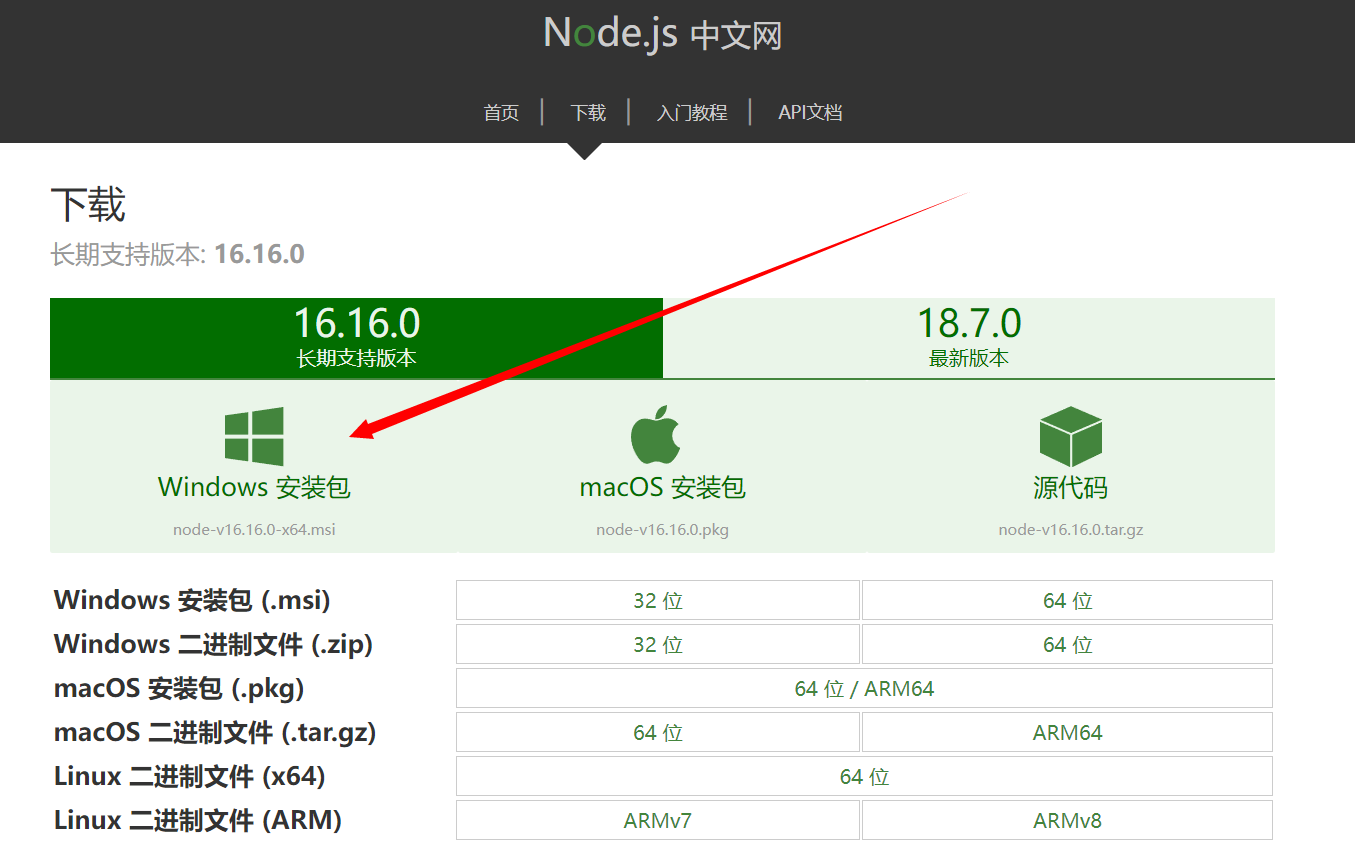 Node.js 中文网
首页 | 下载 | 入门教程 | API文档
下载
长期支持版本: 16.16.0
16.16.0
长期支持版本
18.7.0
最新版本
Windows 安装包
node-v16.16.0-x64.msi
macOS 安装包
node-v16.16.0.pkg
源代码
node-v16.16.0.tar.gz
Windows 安装包 (.msi) 32 位 64 位
Windows 二进制文件 (.zip) 32 位 64 位
macOS 安装包 (.pkg) 64 位 / ARM64
macOS 二进制文件 (.tar.gz) 64 位 ARM64
Linux 二进制文件 (x64) 64 位
Linux 二进制文件 (ARM) ARMv7 ARMv8